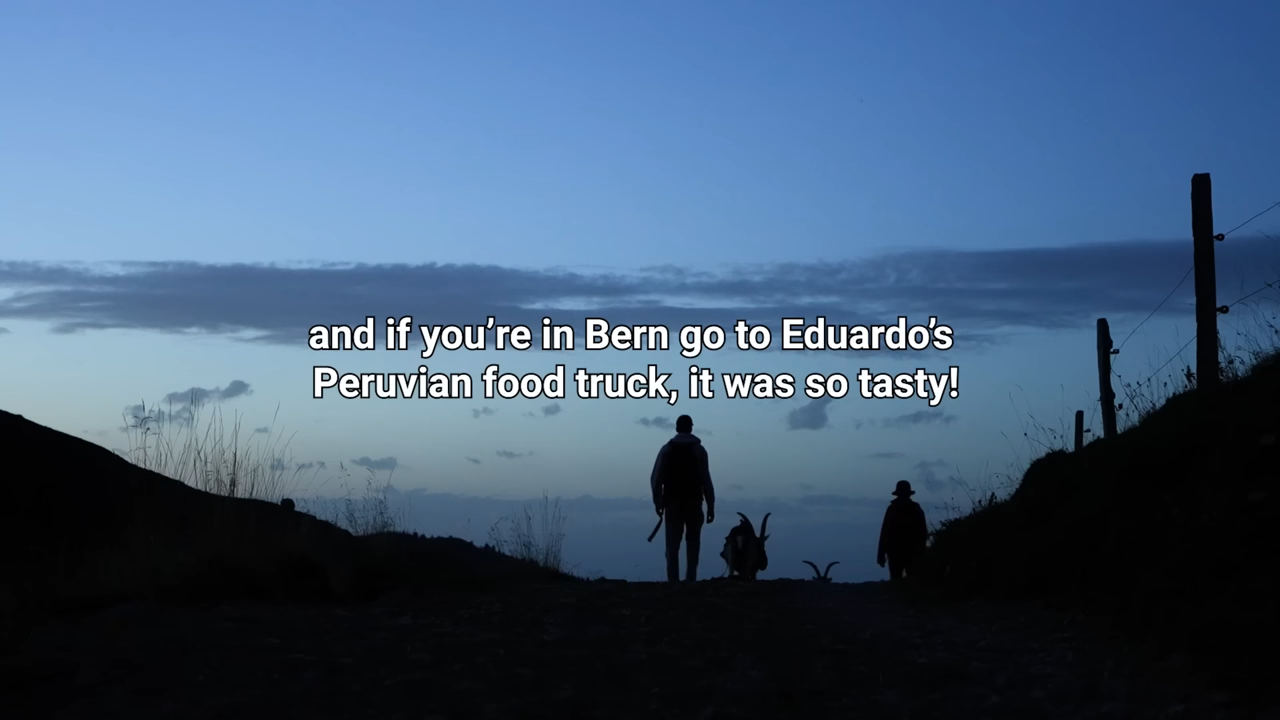 and if you’re in Bern go to Eduardo’s
Peruvian food truck, it was so tasty!